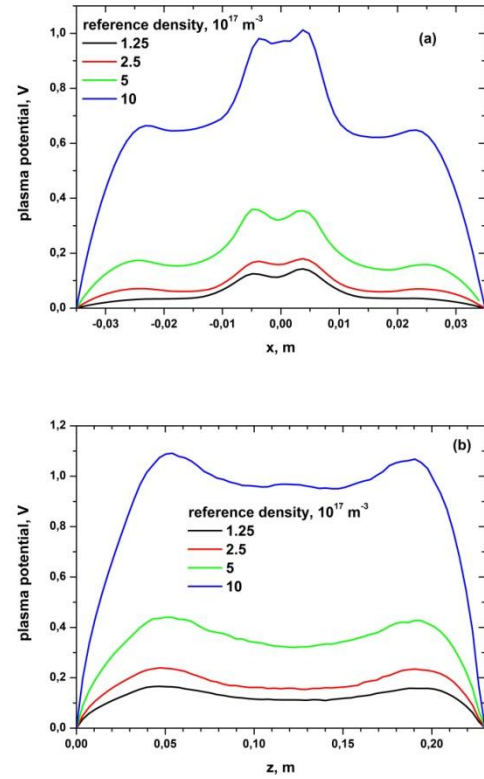 reference density, 10¹⁷ m⁻³
1.25
2.5
5
10
(a)
1,0
0,8
0,6
0,4
0,2
0,0
plasma potential, V
-0,03 -0,02 -0,01 0,00 0,01 0,02 0,03
x, m
(b)
1,2
1,0
0,8
0,6
0,4
0,2
0,0
plasma potential, V
reference density, 10¹⁷ m⁻³
1.25
2.5
5
10
0,00 0,05 0,10 0,15 0,20
z, m